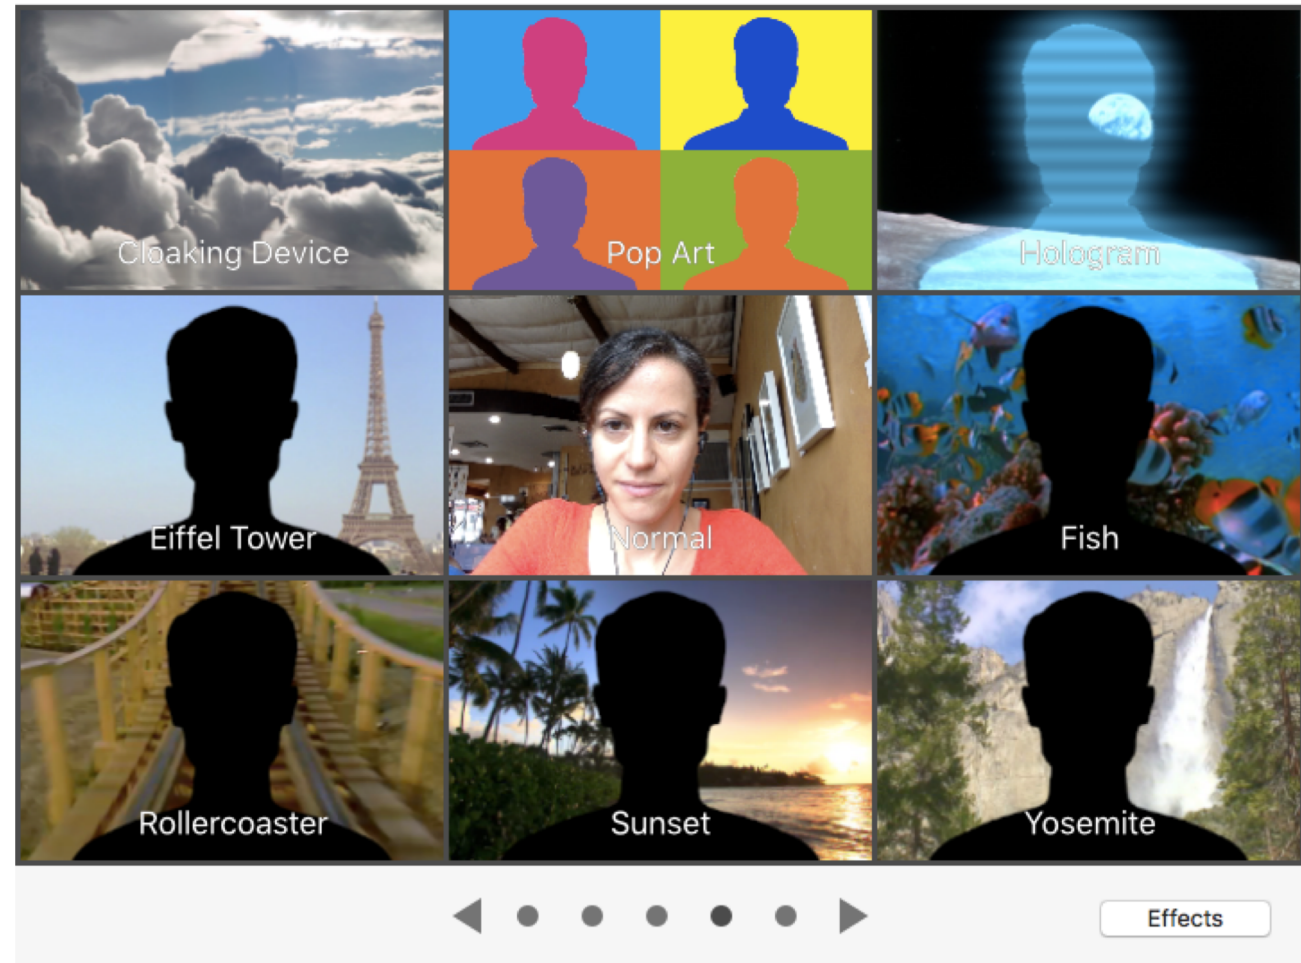 Cloaking Device
Pop Art
Hologram
Eiffel Tower
Normal
Fish
Rollercoaster
Sunset
Yosemite
Effects